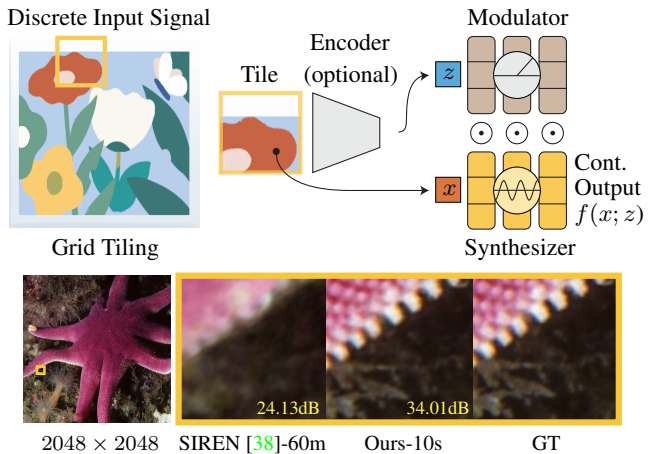 Discrete Input Signal
Modulator
Encoder
(optional)
Tile
z
x
Cont.
Output
f(x; z)
Grid Tiling
Synthesizer
24.13dB
34.01dB
2048 × 2048
SIREN [38]-60m
Ours-10s
GT